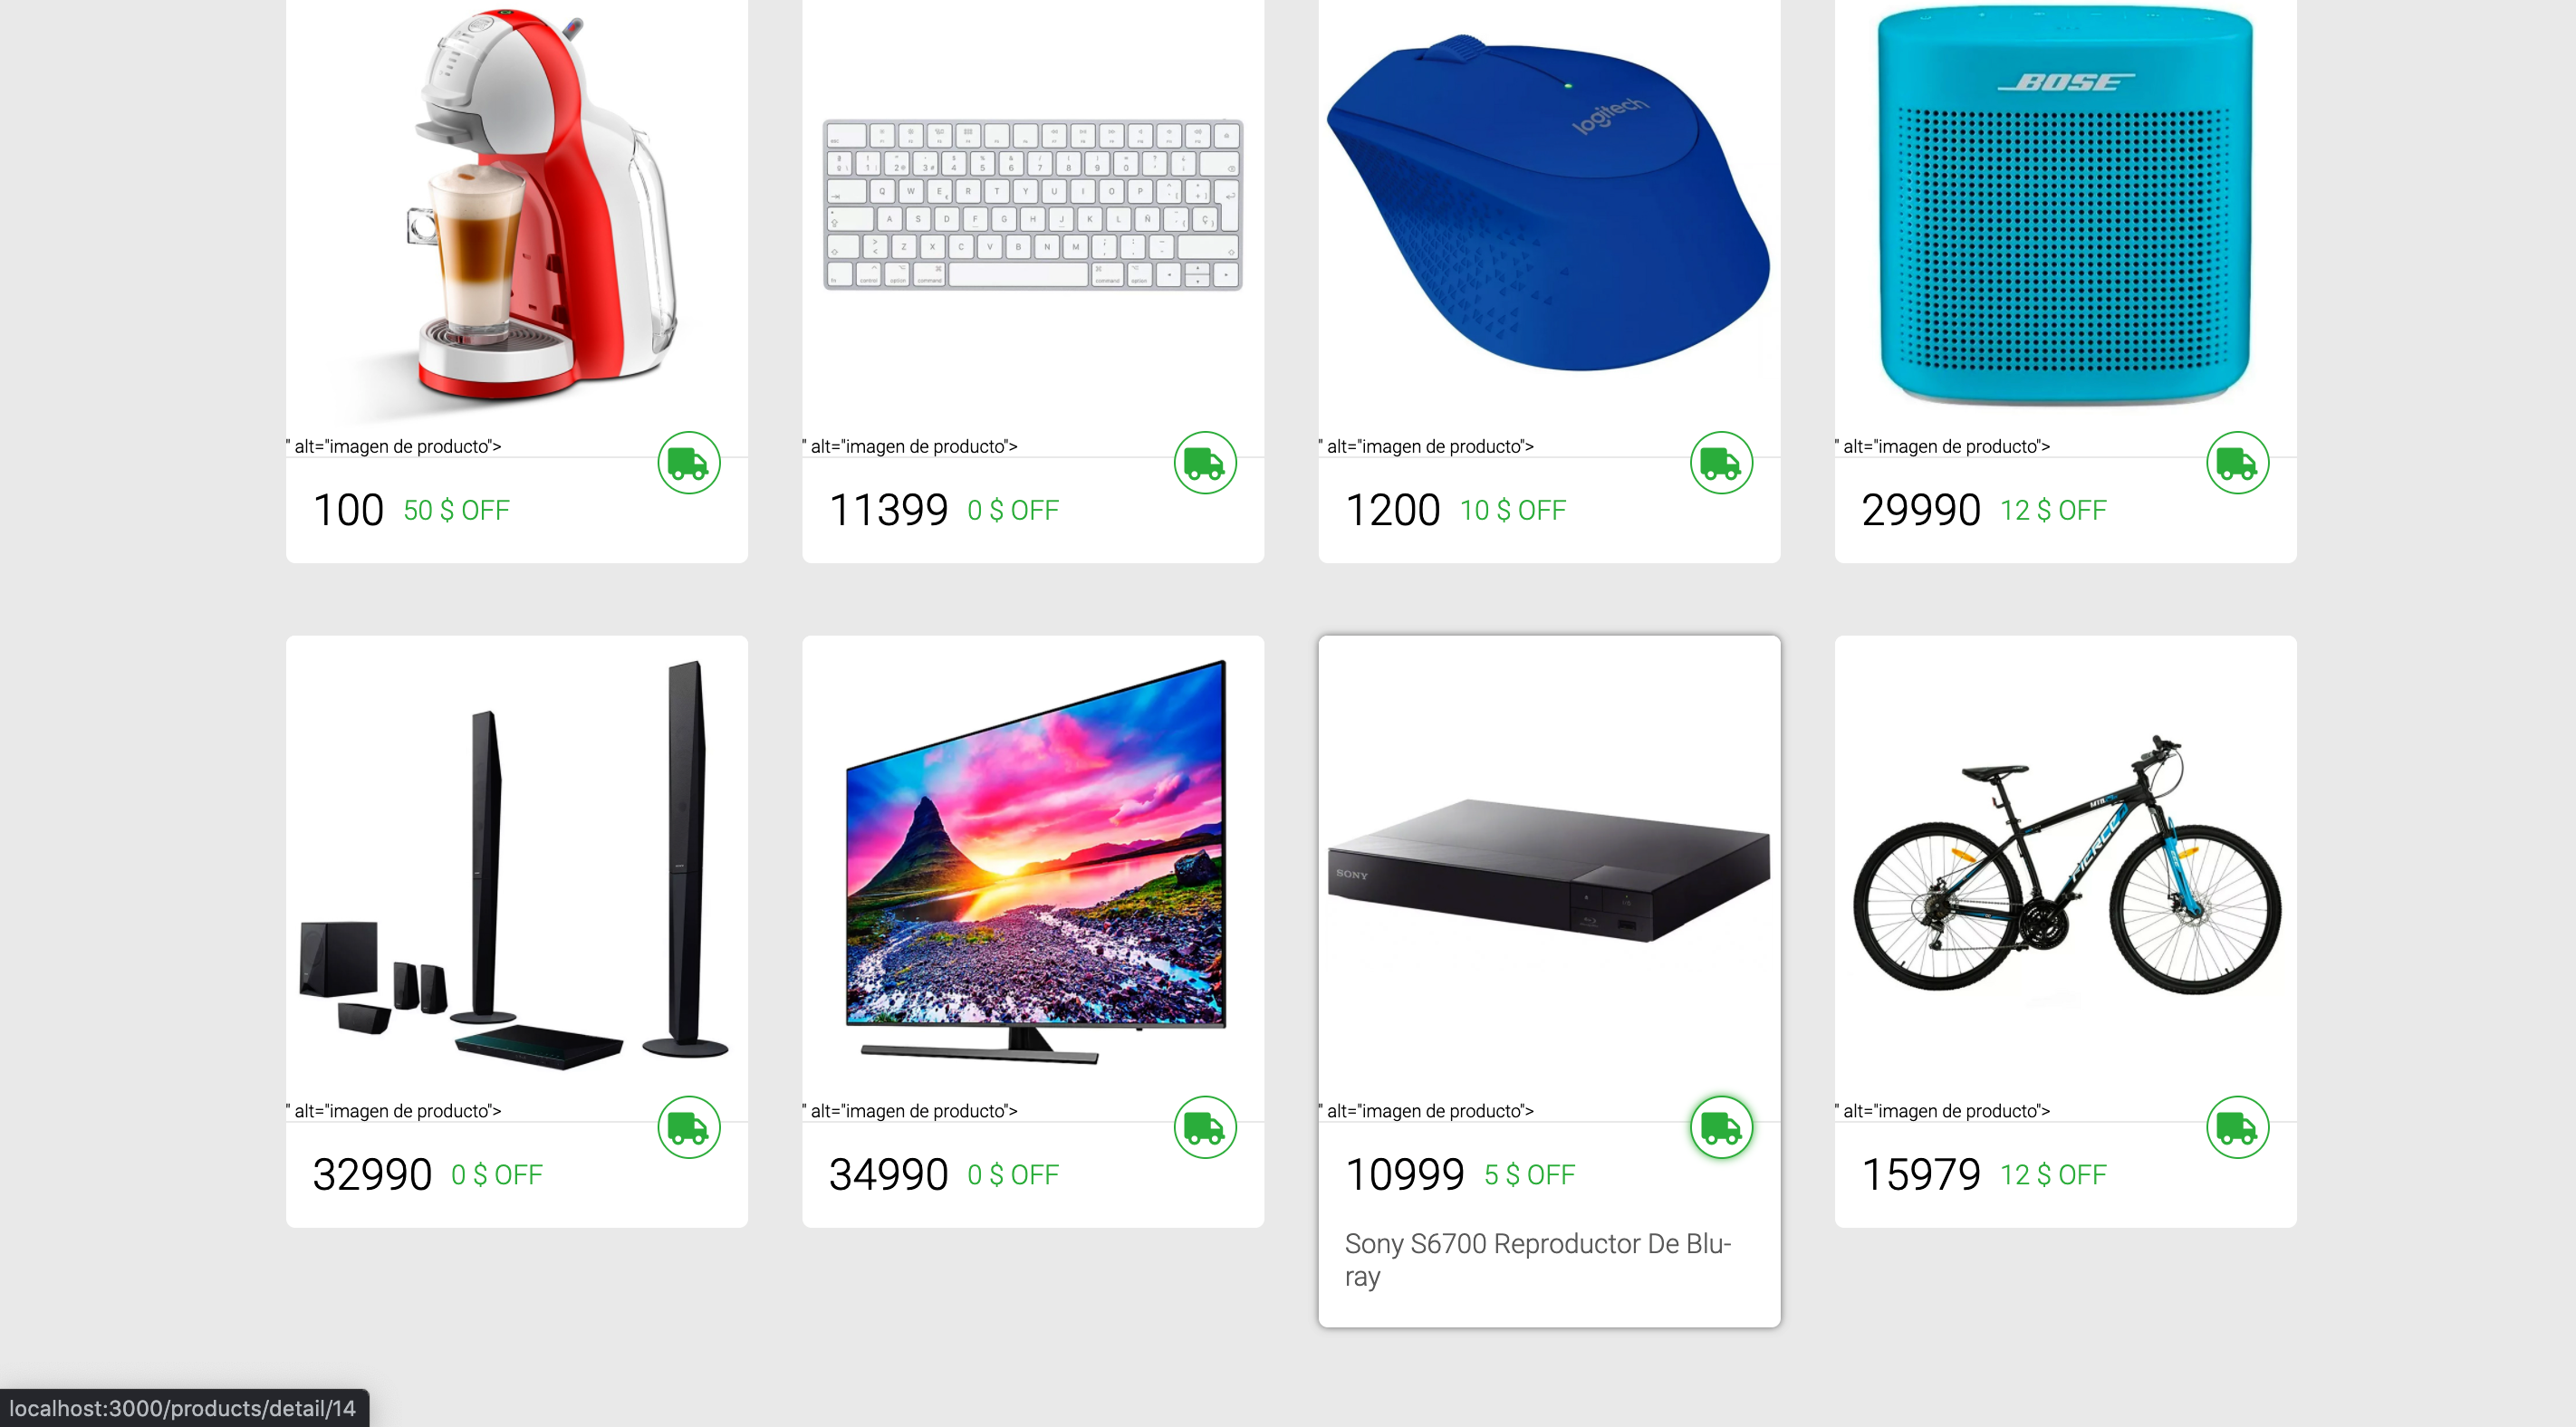 logitech
BOSE
" alt="imagen de producto">
" alt="imagen de producto">
" alt="imagen de producto">
" alt="imagen de producto">
100 50 $ OFF
11399 0 $ OFF
1200 10 $ OFF
29990 12 $ OFF
SONY
MTB
FIERCE
" alt="imagen de producto">
" alt="imagen de producto">
" alt="imagen de producto">
" alt="imagen de producto">
32990 0 $ OFF
34990 0 $ OFF
10999 5 $ OFF
15979 12 $ OFF
Sony S6700 Reproductor De Blu-
ray
localhost:3000/products/detail/14